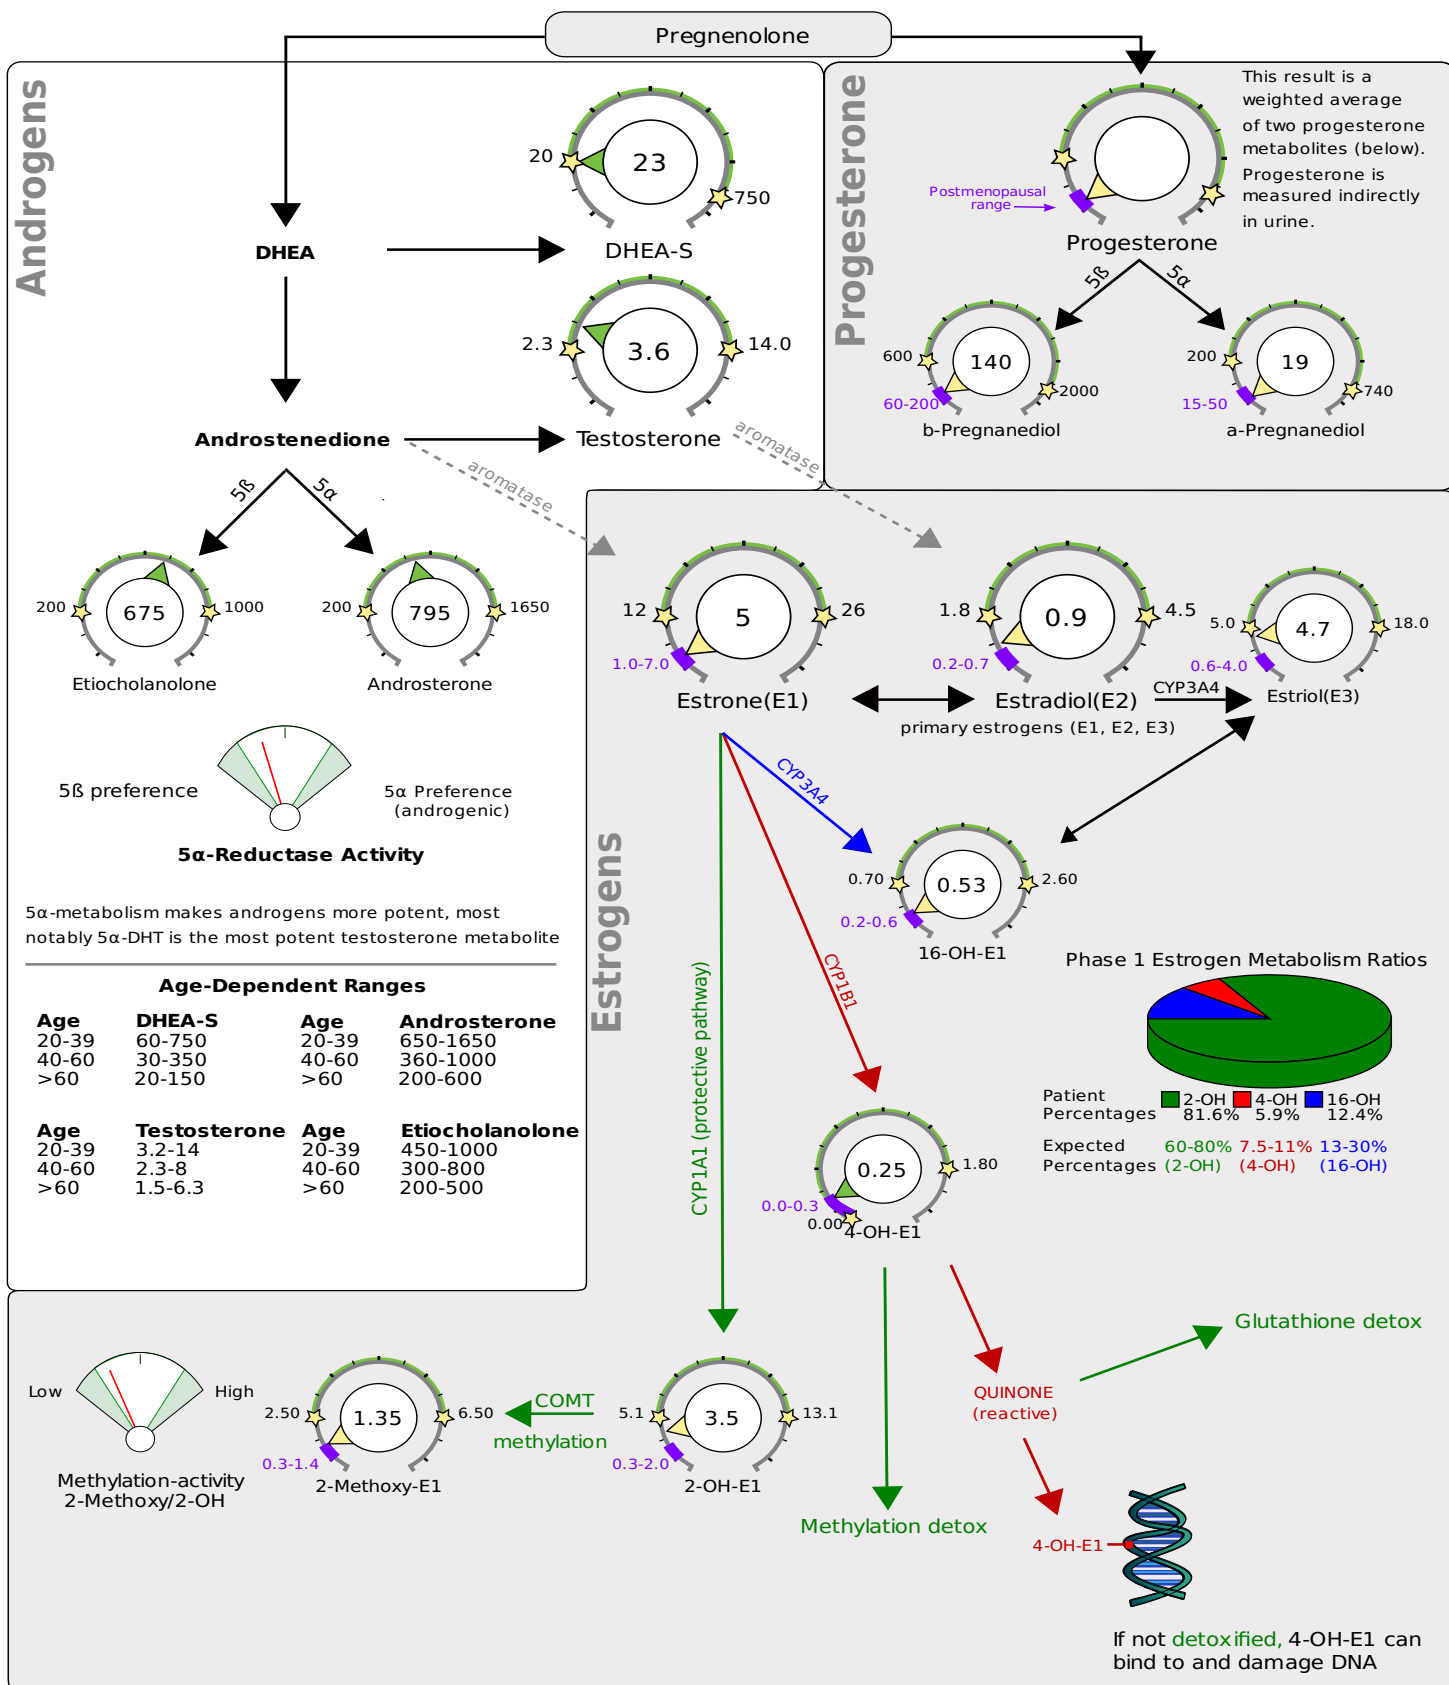 Pregnenolone
Androgens
20
23
750
DHEA
DHEA-S
2.3
3.6
14.0
Androstenedione
Testosterone
aromatase
aromatase
5ß
5α
200
675
1000
Etiocholanolone
200
795
1650
Androsterone
5ß preference
5α Preference
(androgenic)
5α-Reductase Activity
5α-metabolism makes androgens more potent, most
notably 5α-DHT is the most potent testosterone metabolite
Age-Dependent Ranges
Age DHEA-S Age Androsterone
20-39 60-750 20-39 650-1650
40-60 30-350 40-60 360-1000
>60 20-150 >60 200-600
Age Testosterone Age Etiocholanolone
20-39 3.2-14 20-39 450-1000
40-60 2.3-8 40-60 300-800
>60 1.5-6.3 >60 200-500
Progesterone
This result is a
weighted average
of two progesterone
metabolites (below).
Progesterone is
measured indirectly
in urine.
Postmenopausal
range
Progesterone
5ß
5α
600
140
2000
60-200
b-Pregnanediol
200
19
740
15-50
a-Pregnanediol
Estrogens
12
5
26
1.0-7.0
Estrone(E1)
1.8
0.9
4.5
0.2-0.7
Estradiol(E2)
5.0
4.7
18.0
0.6-4.0
Estriol(E3)
CYP3A4
primary estrogens (E1, E2, E3)
CYP3A4
0.70
0.53
2.60
0.2-0.6
16-OH-E1
CYP1B1
CYP1A1 (protective pathway)
Phase 1 Estrogen Metabolism Ratios
Patient
Percentages
2-OH 4-OH 16-OH
81.6% 5.9% 12.4%
Expected
Percentages
60-80% 7.5-11% 13-30%
(2-OH) (4-OH) (16-OH)
0.25
1.80
0.0-0.3
0.00
4-OH-E1
Low
High
Methylation-activity
2-Methoxy/2-OH
2.50
1.35
6.50
0.3-1.4
2-Methoxy-E1
COMT
methylation
5.1
3.5
13.1
0.3-2.0
2-OH-E1
Methylation detox
QUINONE
(reactive)
Glutathione detox
4-OH-E1
If not detoxified, 4-OH-E1 can
bind to and damage DNA